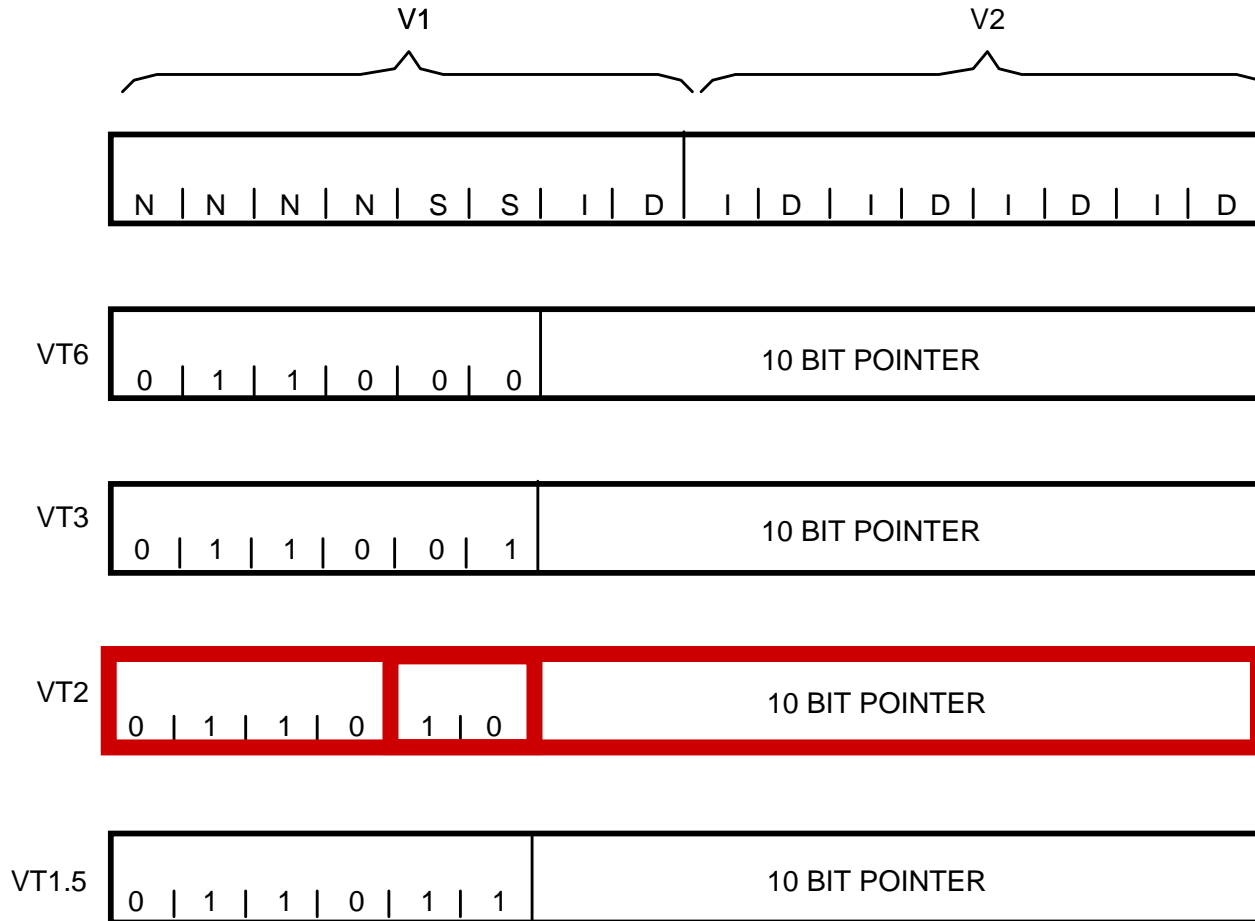 V1 V2
N | N | N | N | S | S | I | D | I | D | I | D | I | D | I | D
VT6 0 | 1 | 1 | 0 | 0 | 0 10 BIT POINTER
VT3 0 | 1 | 1 | 0 | 0 | 1 10 BIT POINTER
VT2 0 | 1 | 1 | 0 1 | 0 10 BIT POINTER
VT1.5 0 | 1 | 1 | 0 | 1 | 1 10 BIT POINTER